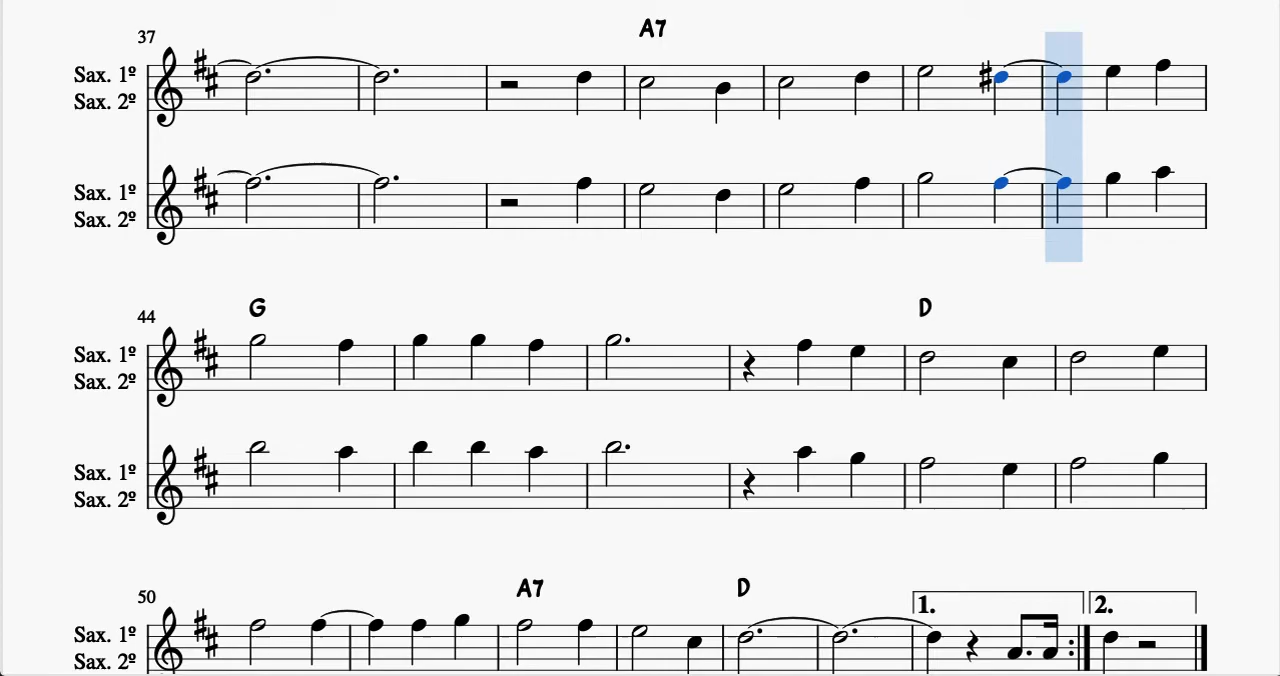 A7
37
Sax. 1º
Sax. 2º
Sax. 1º
Sax. 2º
G
D
44
Sax. 1º
Sax. 2º
Sax. 1º
Sax. 2º
A7
D
50
1.
2.
Sax. 1º
Sax. 2º